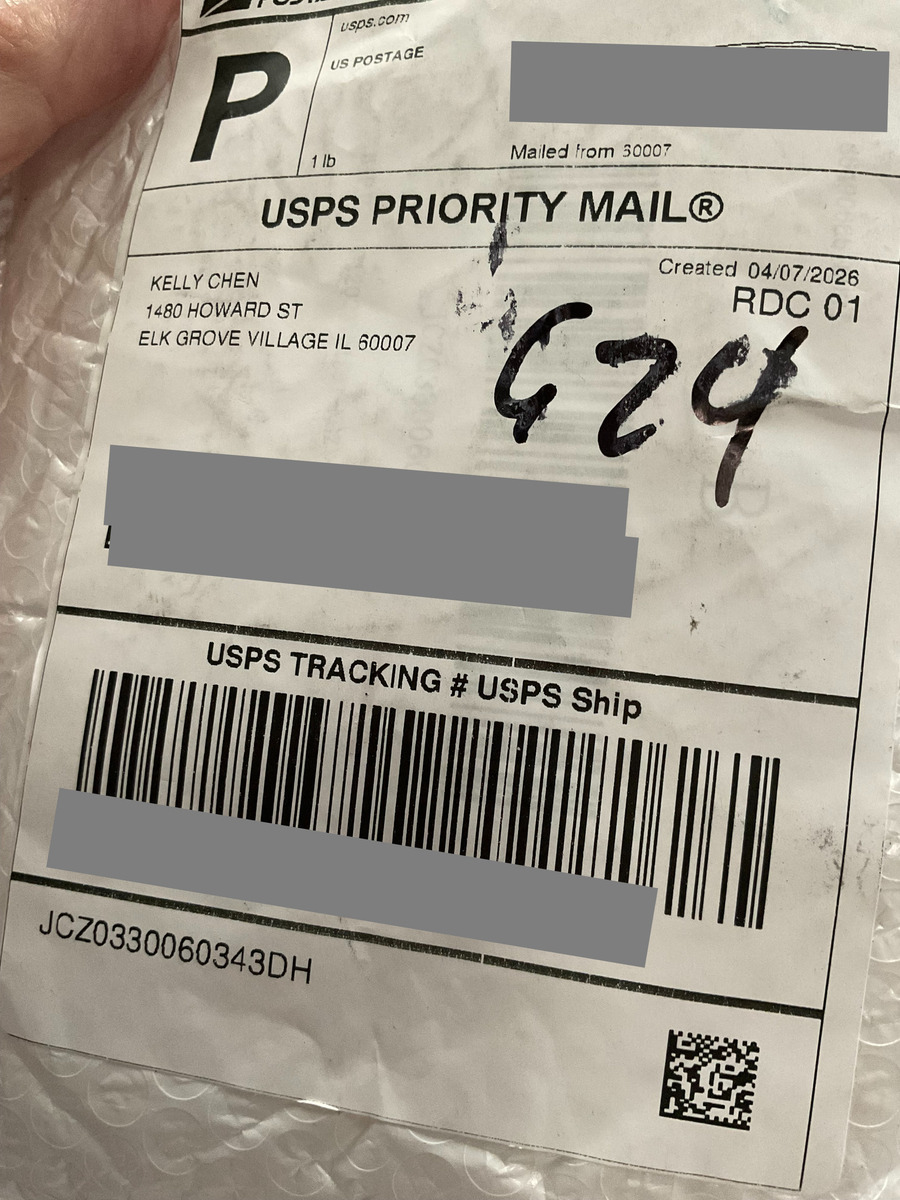 usps.com
US POSTAGE
P
1 lb
Mailed from 60007
USPS PRIORITY MAIL®
KELLY CHEN
1480 HOWARD ST
ELK GROVE VILLAGE IL 60007
Created 04/07/2026
RDC 01
G24
USPS TRACKING # USPS Ship
JCZ0330060343DH